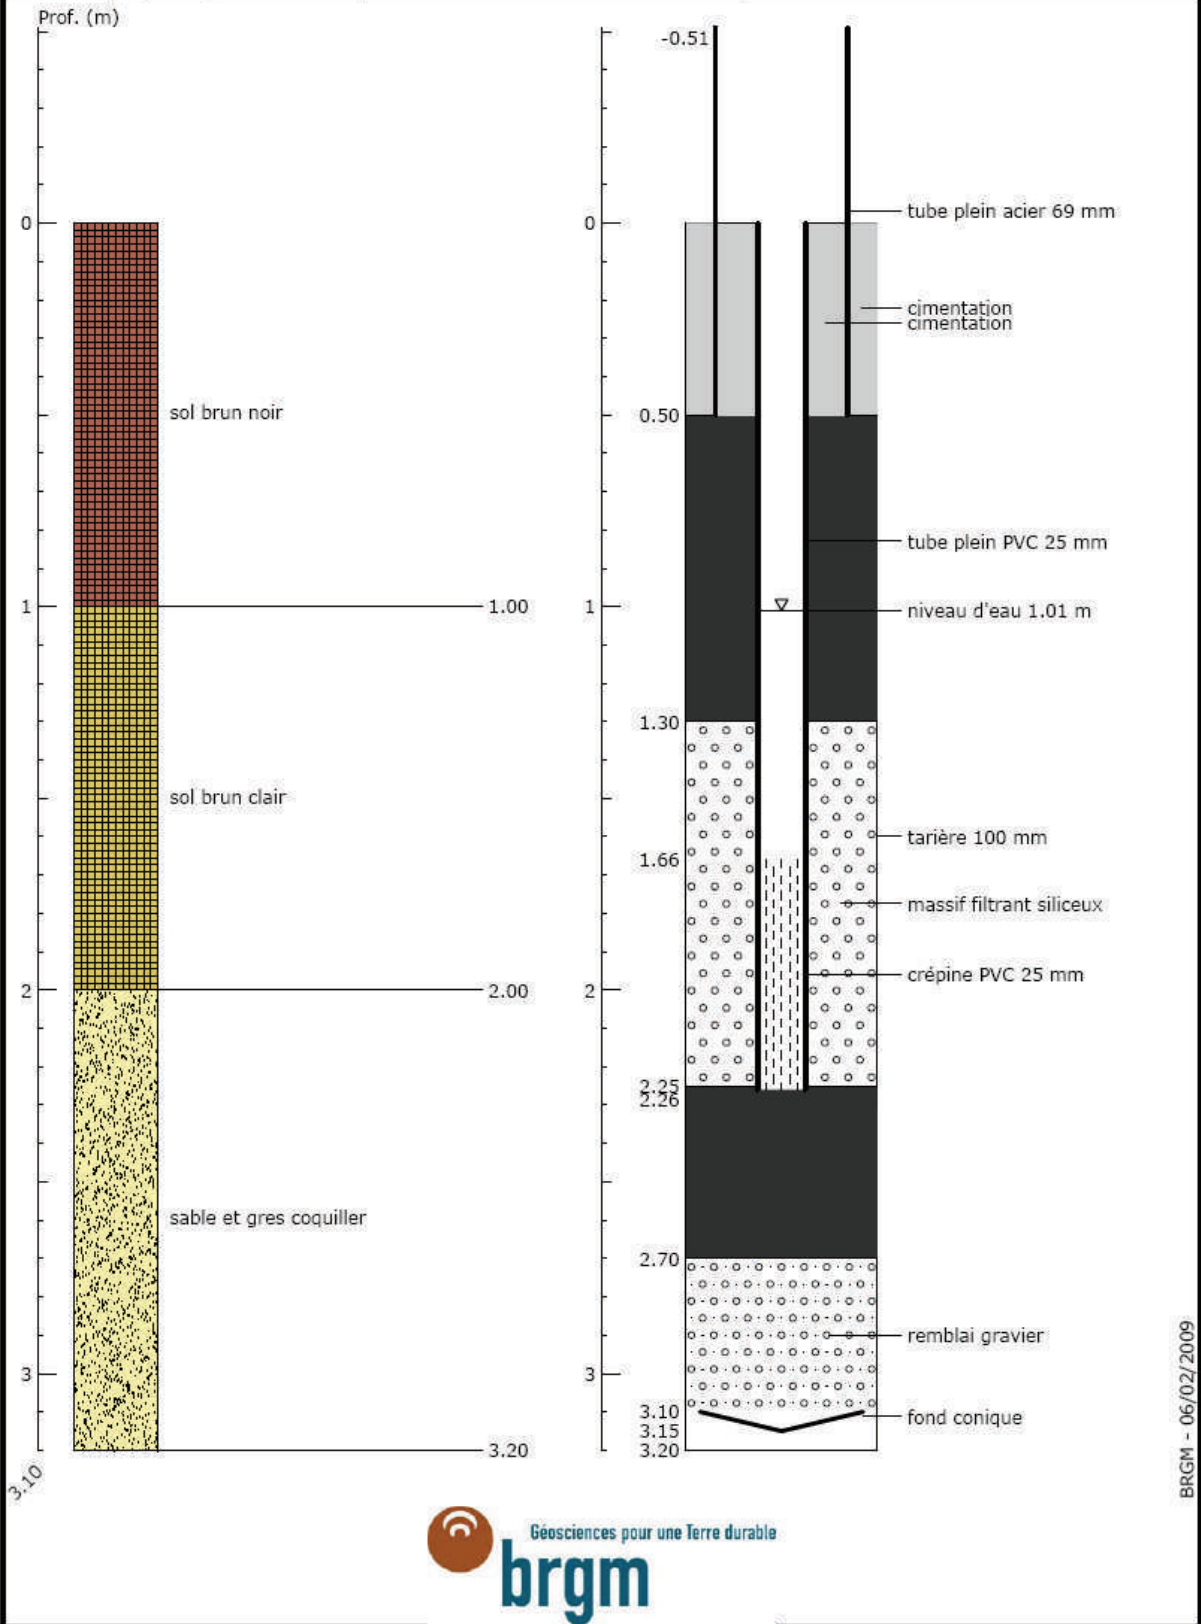 Prof. (m)
-0.51
0
0
tube plein acier 69 mm
cimentation
cimentation
sol brun noir
0.50
tube plein PVC 25 mm
1
1.00
1
niveau d'eau 1.01 m
1.30
sol brun clair
tarière 100 mm
1.66
massif filtrant siliceux
crépine PVC 25 mm
2
2.00
2
2.25
2.26
sable et gres coquiller
2.70
remblai gravier
3
3
3.10
fond conique
3.15
3.20
3.20
3.10
BRGM - 06/02/2009
Géosciences pour une Terre durable
brgm